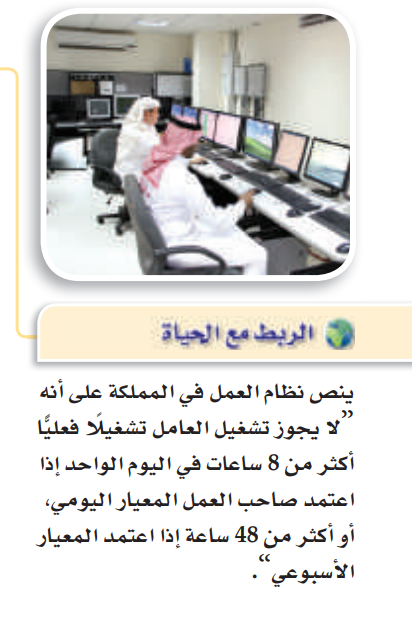 الربط مع الحياة
ينص نظام العمل في المملكة على أنه
”لا يجوز تشغيل العامل تشغيلًا فعليًّا
أكثر من 8 ساعات في اليوم الواحد إذا
اعتمد صاحب العمل المعيار اليومي،
أو أكثر من 48 ساعة إذا اعتمد المعيار
الأسبوعي“.